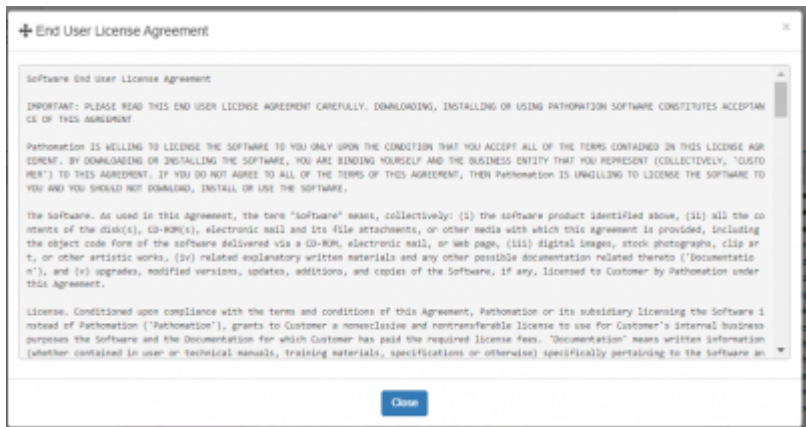 End User License Agreement
×
Software End User License Agreement
IMPORTANT: PLEASE READ THIS END USER LICENSE AGREEMENT CAREFULLY. DOWNLOADING, INSTALLING OR USING PATHOMATION SOFTWARE CONSTITUTES ACCEPTAN
CE OF THIS AGREEMENT
Pathomation IS WILLING TO LICENSE THE SOFTWARE TO YOU ONLY UPON THE CONDITION THAT YOU ACCEPT ALL OF THE TERMS CONTAINED IN THIS LICENSE AGR
EEMENT. BY DOWNLOADING OR INSTALLING THE SOFTWARE, YOU ARE BINDING YOURSELF AND THE BUSINESS ENTITY THAT YOU REPRESENT (COLLECTIVELY, "CUSTO
MER") TO THIS AGREEMENT. IF YOU DO NOT AGREE TO ALL OF THE TERMS OF THIS AGREEMENT, THEN Pathomation IS UNWILLING TO LICENSE THE SOFTWARE TO
YOU AND YOU SHOULD NOT DOWNLOAD, INSTALL OR USE THE SOFTWARE.
The Software. As used in this Agreement, the term "Software" means, collectively: (i) the software product identified above, (ii) all the co
ntents of the disk(s), CD-ROM(s), electronic mail and its file attachments, or other media with which this Agreement is provided, including
the object code form of the software delivered via a CD-ROM, electronic mail, or web page, (iii) digital images, stock photographs, clip ar
t, or other artistic works, (iv) related explanatory written materials and any other possible documentation related thereto ("Documentatio
n"), and (v) upgrades, modified versions, updates, additions, and copies of the Software, if any, licensed to Customer by Pathomation under
this Agreement.
License. Conditioned upon compliance with the terms and conditions of this Agreement, Pathomation or its subsidiary licensing the Software i
nstead of Pathomation ("Pathomation"), grants to Customer a nonexclusive and nontransferable license to use for Customer's internal business
purposes the Software and the Documentation for which Customer has paid the required license fees. "Documentation" means written information
(whether contained in user or technical manuals, training materials, specifications or otherwise) specifically pertaining to the Software an
Close